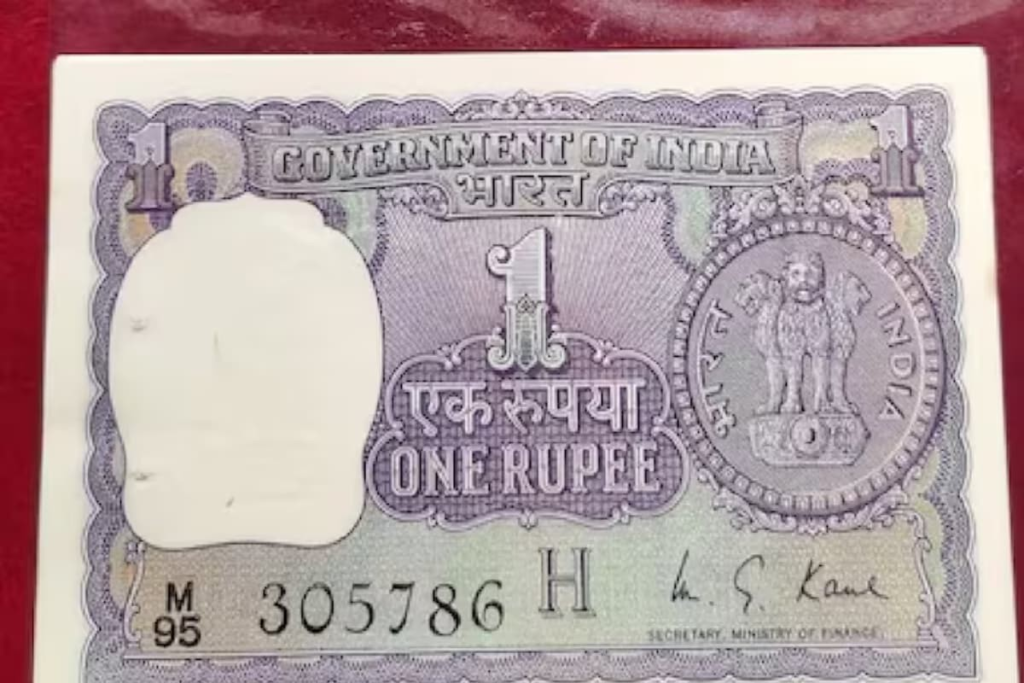 1 1
GOVERNMENT OF INDIA
भारत
1
एक रुपया
ONE RUPEE
भारत INDIA
M
95
305786 H
M. G. Kaul
SECRETARY, MINISTRY OF FINANCE.